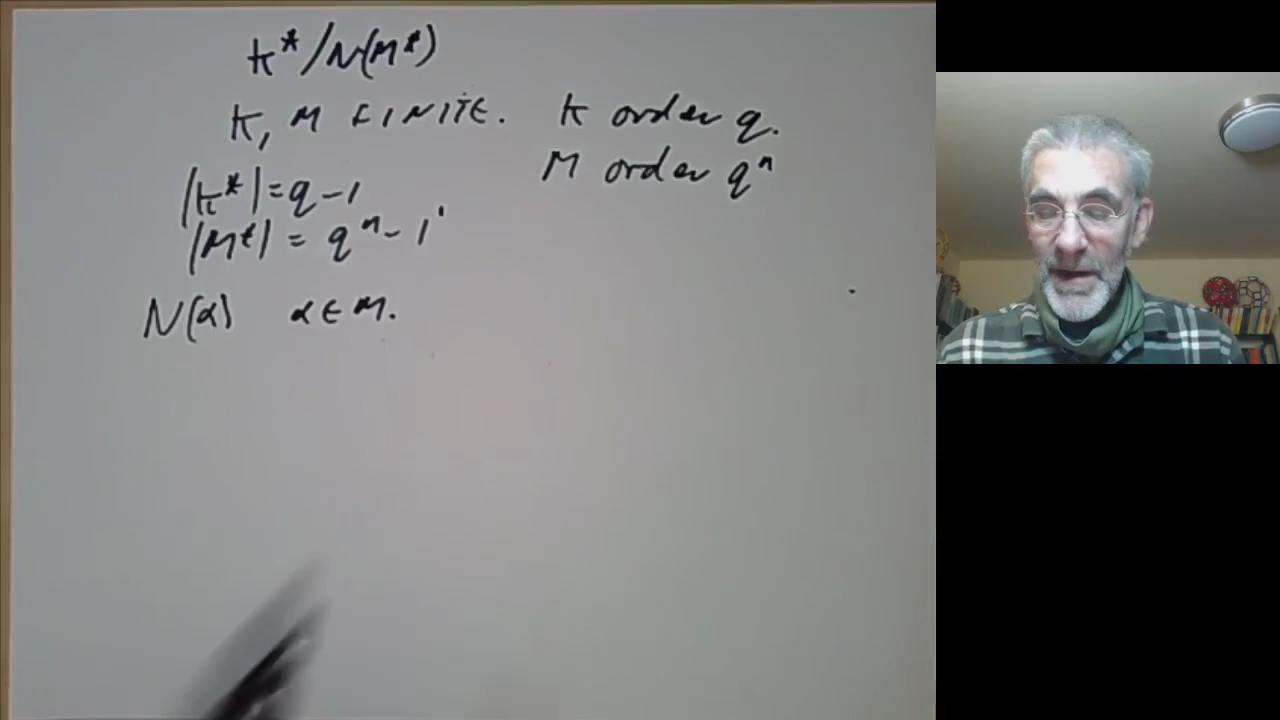 K*/N(M*)
K, M FINITE. K order q.
M order qⁿ
|K*| = q - 1
|M*| = qⁿ - 1
N(α) α ∈ M.